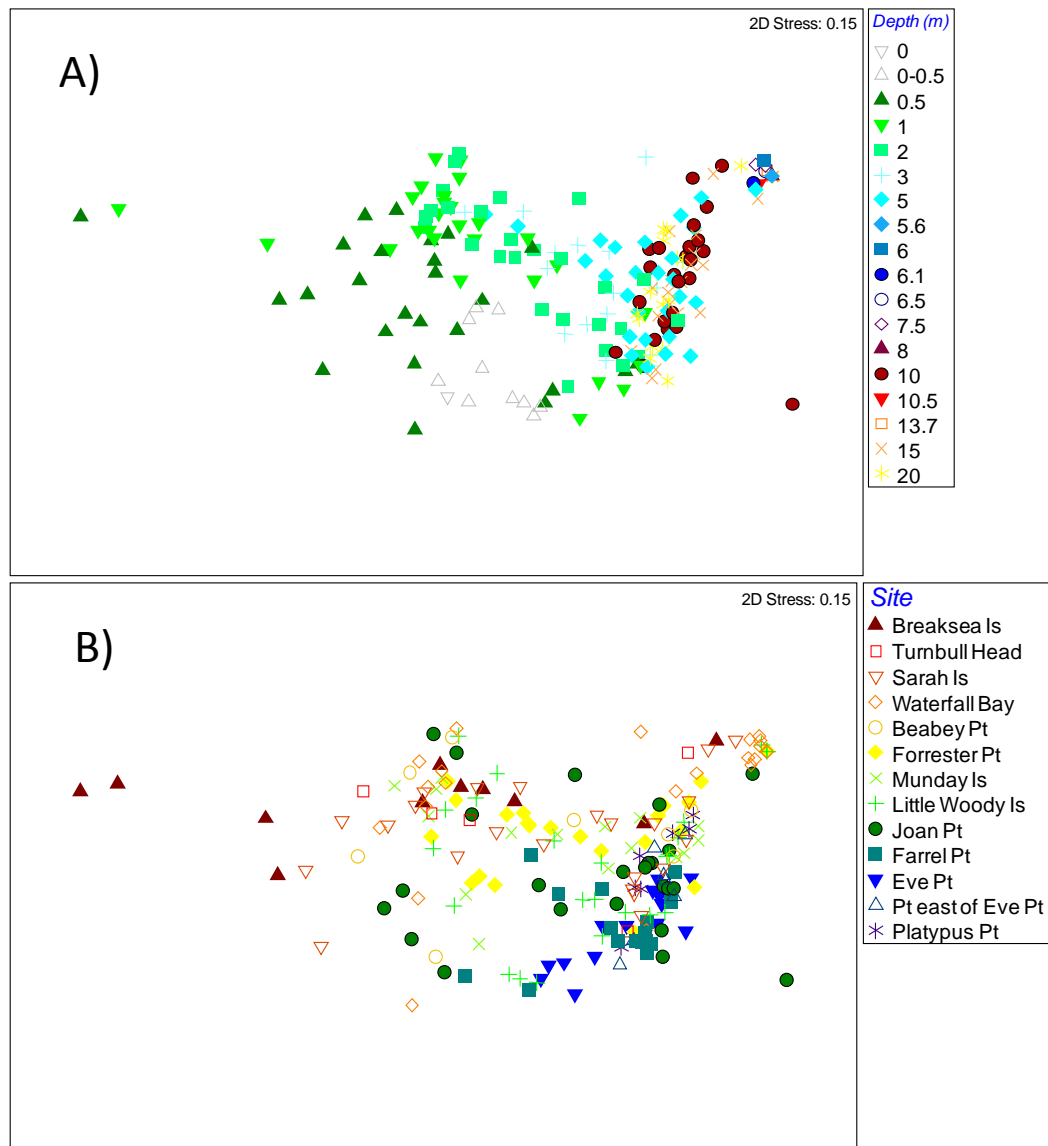 2D Stress: 0.15
A)
Depth (m)
0
0-0.5
0.5
1
2
3
5
5.6
6
6.1
6.5
7.5
8
10
10.5
13.7
15
20
2D Stress: 0.15
B)
Site
Breaksea Is
Turnbull Head
Sarah Is
Waterfall Bay
Beabey Pt
Forrester Pt
Munday Is
Little Woody Is
Joan Pt
Farrel Pt
Eve Pt
Pt east of Eve Pt
Platypus Pt